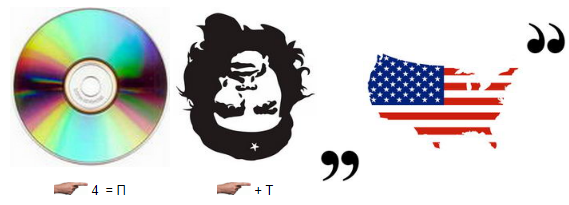 “
”
4 = П
+ Т